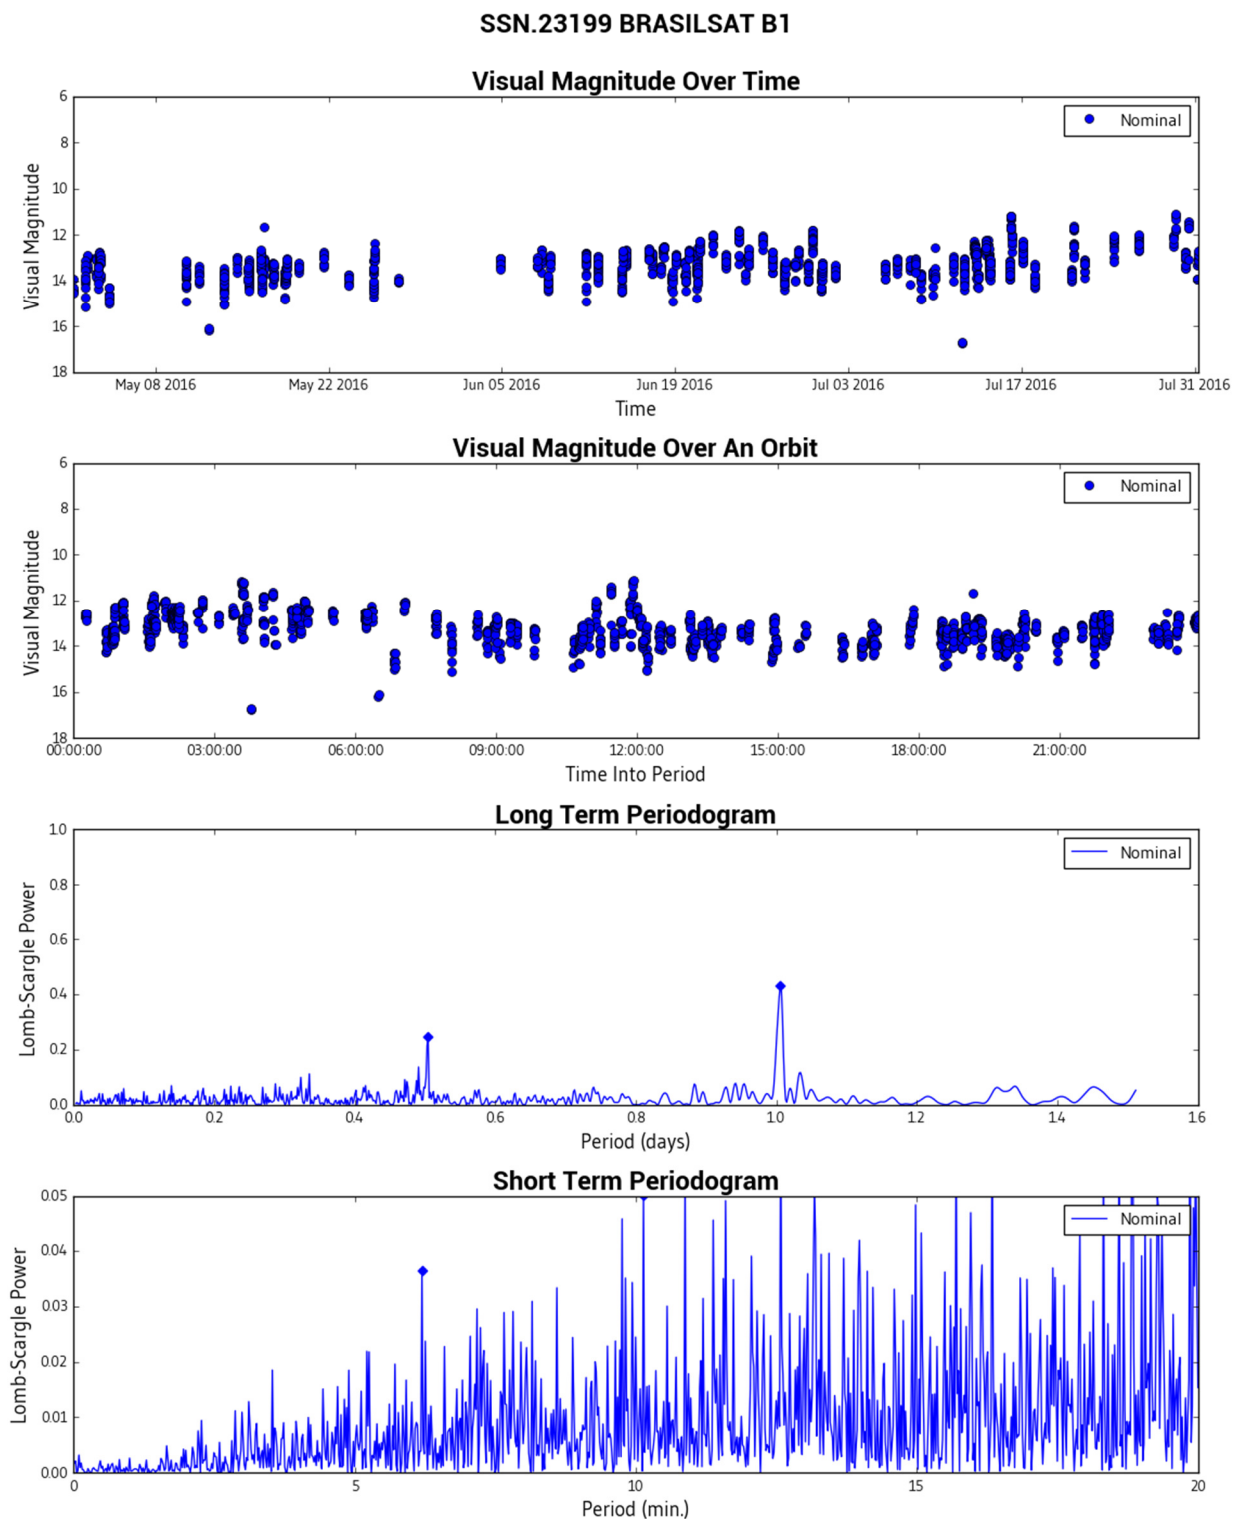 SSN.23199 BRASILSAT B1
Visual Magnitude Over Time
6
8
10
12
14
16
18
Visual Magnitude
Nominal
May 08 2016 May 22 2016 Jun 05 2016 Jun 19 2016 Jul 03 2016 Jul 17 2016 Jul 31 2016
Time
Visual Magnitude Over An Orbit
6
8
10
12
14
16
18
Visual Magnitude
Nominal
00:00:00 03:00:00 06:00:00 09:00:00 12:00:00 15:00:00 18:00:00 21:00:00
Time Into Period
Long Term Periodogram
1.0
0.8
0.6
0.4
0.2
0.0
Lomb-Scargle Power
Nominal
0.0 0.2 0.4 0.6 0.8 1.0 1.2 1.4 1.6
Period (days)
Short Term Periodogram
0.05
0.04
0.03
0.02
0.01
0.00
Lomb-Scargle Power
Nominal
0 5 10 15 20
Period (min.)